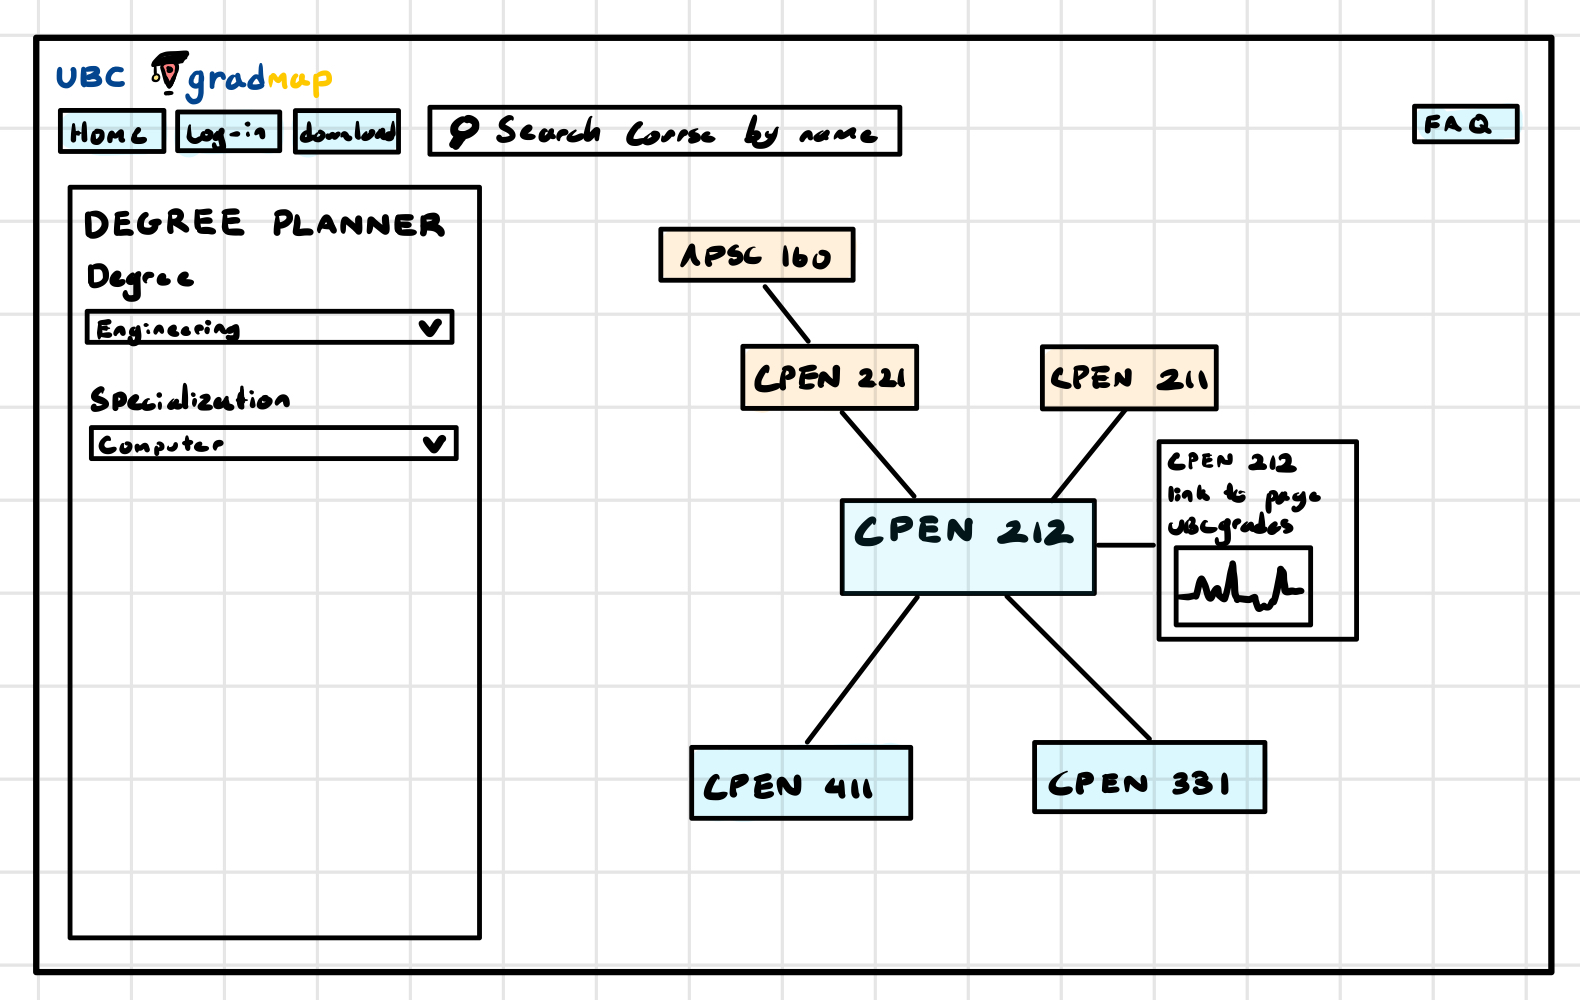 UBC gradmap
Home Log-in download Search Course by name FAQ
DEGREE PLANNER
Degree
Engineering
Specialization
Computer
APSC 160
CPEN 221
CPEN 211
CPEN 212
CPEN 212
link to page
UBCgrades
CPEN 411
CPEN 331